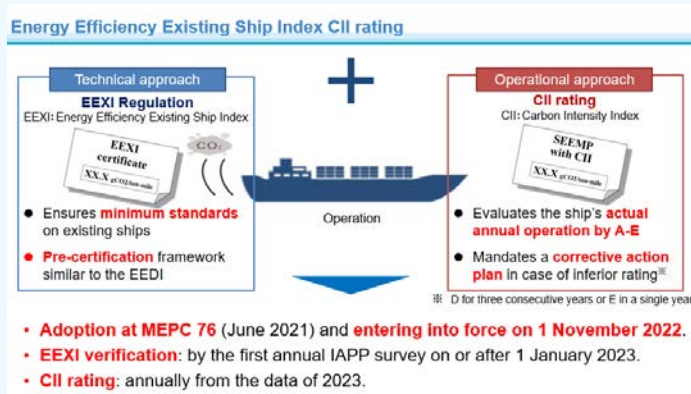 Energy Efficiency Existing Ship Index CII rating
Technical approach
EEXI Regulation
EEXI: Energy Efficiency Existing Ship Index
EEXI
certificate
XX.X gCO2/ton-mile
CO₂
● Ensures minimum standards
on existing ships
● Pre-certification framework
similar to the EEDI
+
Operation
Operational approach
CII rating
CII: Carbon Intensity Index
SEEMP
with CII
XX.X gCO2/ton-mile
● Evaluates the ship's actual
annual operation by A-E
● Mandates a corrective action
plan in case of inferior rating※
※ D for three consecutive years or E in a single year
• Adoption at MEPC 76 (June 2021) and entering into force on 1 November 2022.
• EEXI verification: by the first annual IAPP survey on or after 1 January 2023.
• CII rating: annually from the data of 2023.